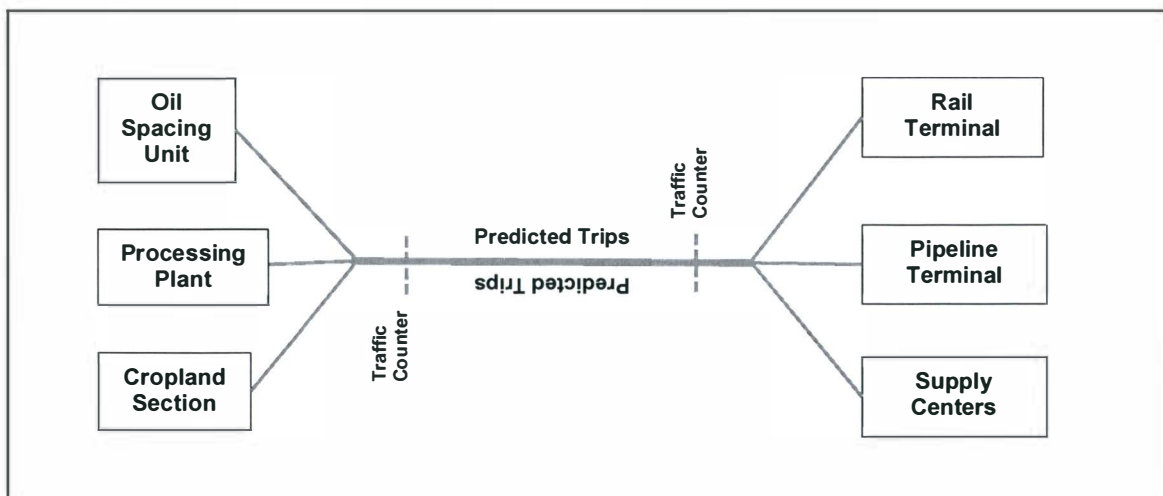 Oil
Spacing
Unit
Processing
Plant
Cropland
Section
Traffic
Counter
Predicted Trips
Predicted Trips
Traffic
Counter
Rail
Terminal
Pipeline
Terminal
Supply
Centers